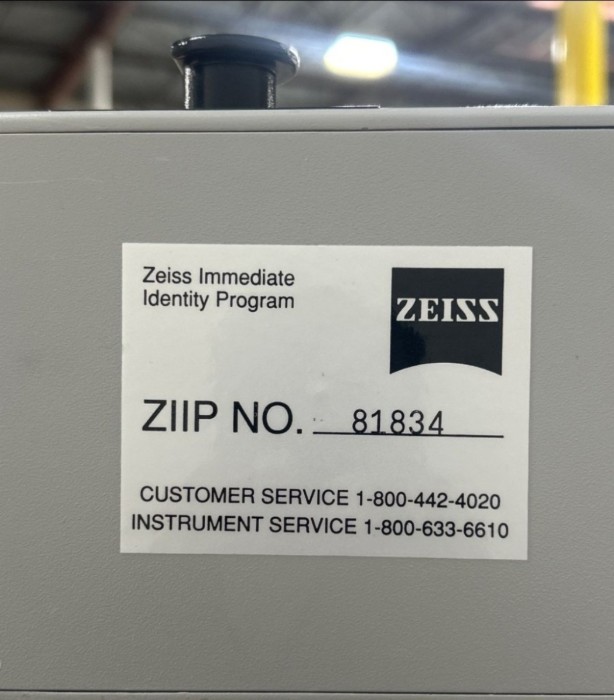 Zeiss Immediate
Identity Program
ZEISS
ZIIP NO. 81834
CUSTOMER SERVICE 1-800-442-4020
INSTRUMENT SERVICE 1-800-633-6610